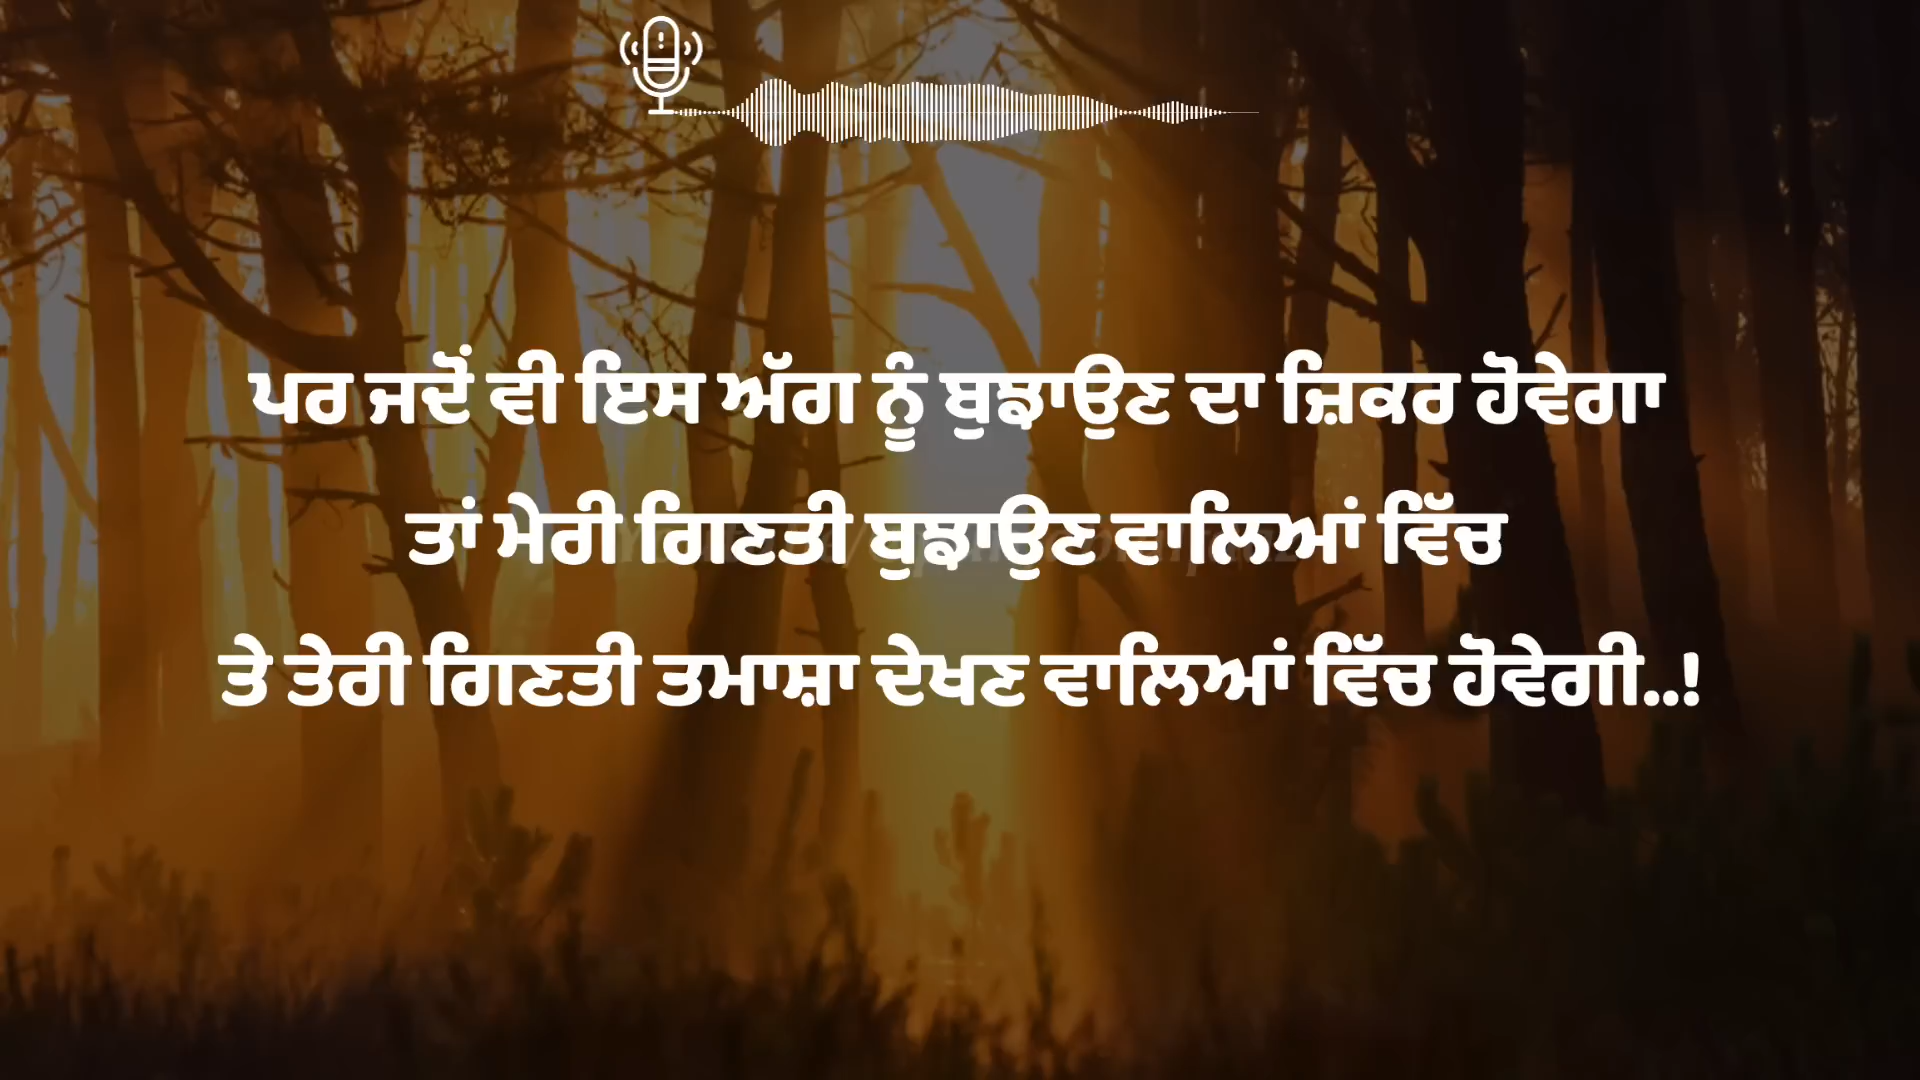 ਪਰ ਜਦੋਂ ਵੀ ਇਸ ਅੱਗ ਨੂੰ ਬੁਝਾਉਣ ਦਾ ਜ਼ਿਕਰ ਹੋਵੇਗਾ
ਤਾਂ ਮੇਰੀ ਗਿਣਤੀ ਬੁਝਾਉਣ ਵਾਲਿਆਂ ਵਿੱਚ
ਤੇ ਤੇਰੀ ਗਿਣਤੀ ਤਮਾਸ਼ਾ ਦੇਖਣ ਵਾਲਿਆਂ ਵਿੱਚ ਹੋਵੇਗੀ..!